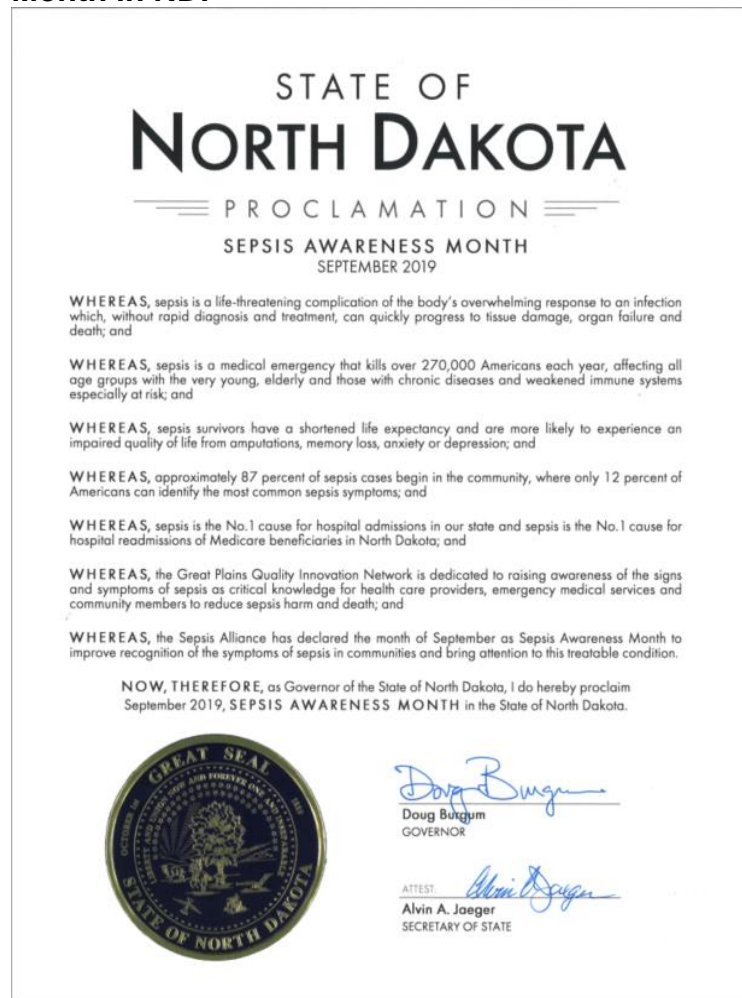 STATE OF
NORTH DAKOTA
PROCLAMATION
SEPSIS AWARENESS MONTH
SEPTEMBER 2019
WHEREAS, sepsis is a life-threatening complication of the body's overwhelming response to an infection
which, without rapid diagnosis and treatment, can quickly progress to tissue damage, organ failure and
death; and
WHEREAS, sepsis is a medical emergency that kills over 270,000 Americans each year, affecting all
age groups with the very young, elderly and those with chronic diseases and weakened immune systems
especially at risk; and
WHEREAS, sepsis survivors have a shortened life expectancy and are more likely to experience an
impaired quality of life from amputations, memory loss, anxiety or depression; and
WHEREAS, approximately 87 percent of sepsis cases begin in the community, where only 12 percent of
Americans can identify the most common sepsis symptoms; and
WHEREAS, sepsis is the No.1 cause for hospital admissions in our state and sepsis is the No.1 cause for
hospital readmissions of Medicare beneficiaries in North Dakota; and
WHEREAS, the Great Plains Quality Innovation Network is dedicated to raising awareness of the signs
and symptoms of sepsis as critical knowledge for health care providers, emergency medical services and
community members to reduce sepsis harm and death; and
WHEREAS, the Sepsis Alliance has declared the month of September as Sepsis Awareness Month to
improve recognition of the symptoms of sepsis in communities and bring attention to this treatable condition.
NOW, THEREFORE, as Governor of the State of North Dakota, I do hereby proclaim
September 2019, SEPSIS AWARENESS MONTH in the State of North Dakota.
GREAT SEAL
LIBERTY AND UNION NOW AND FOREVER ONE AND INSEPARABLE
OCTOBER 1st
1889
STATE OF NORTH DAKOTA
Doug Burgum
Doug Burgum
GOVERNOR
ATTEST:
Alvin A Jaeger
Alvin A. Jaeger
SECRETARY OF STATE